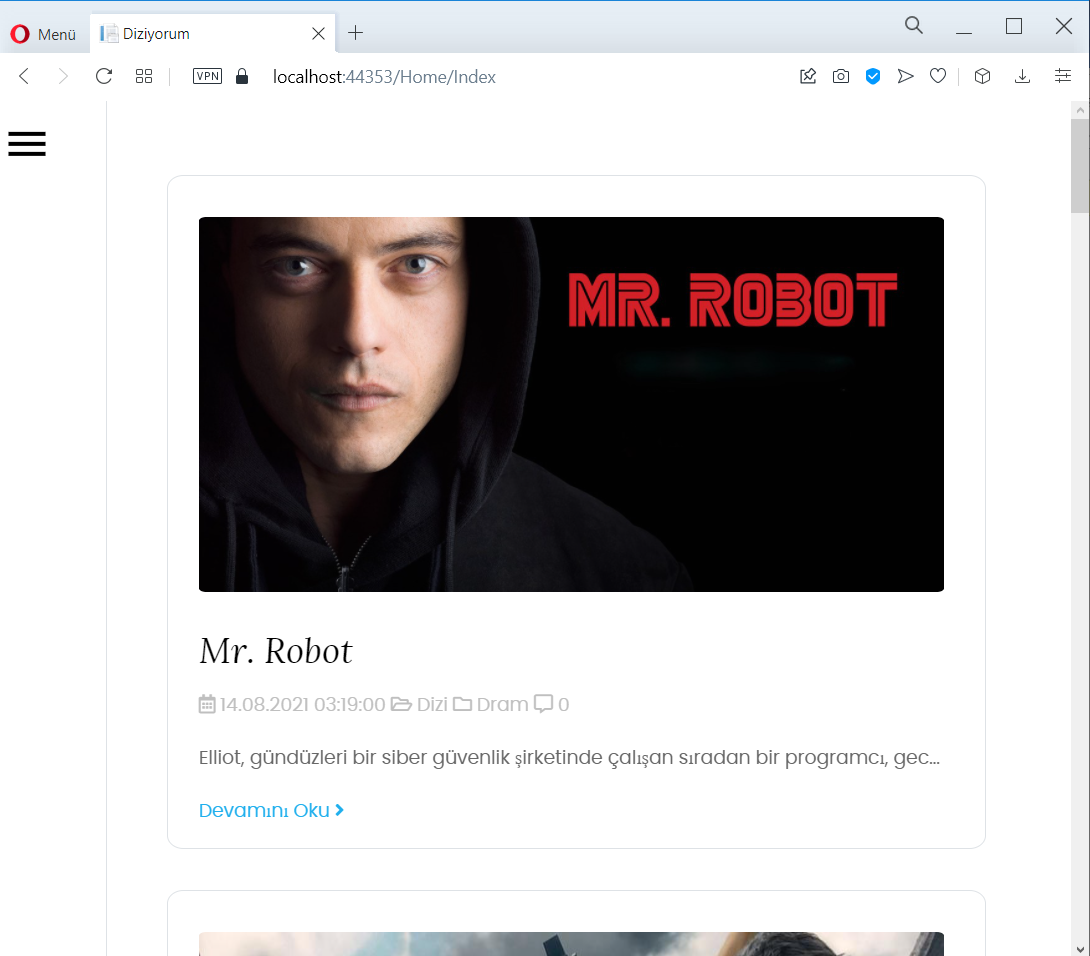 Menü
Diziyorum
VPN
localhost:44353/Home/Index
MR. ROBOT
Mr. Robot
14.08.2021 03:19:00 Dizi Dram 0
Elliot, gündüzleri bir siber güvenlik şirketinde çalışan sıradan bir programcı, gec...
Devamını Oku